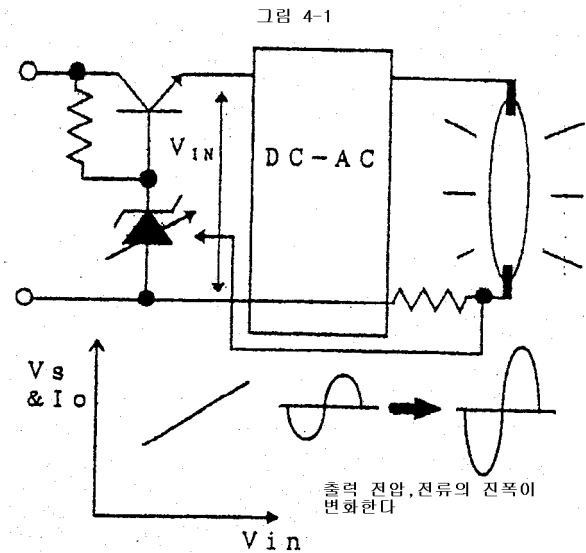 그림 4-1
V_IN
DC-AC
Vs
&Io
출력 전압,전류의 진폭이
변화한다
Vin